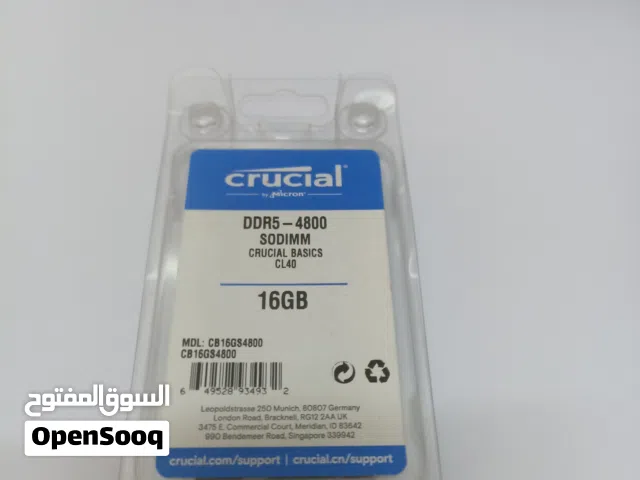 crucial
by Micron
DDR5-4800
SODIMM
CRUCIAL BASICS
CL40
16GB
MDL: CB16GS4800
CB16GS4800
6 49528 93493 2
Leopoldstrasse 250 Munich, 80807 Germany
London Road, Bracknell, RG12 2AA UK
3475 E. Commercial Court, Meridian, ID 83642
990 Bendemeer Road, Singapore 339942
crucial.com/support | crucial.cn/support
السوق المفتوح
OpenSooq